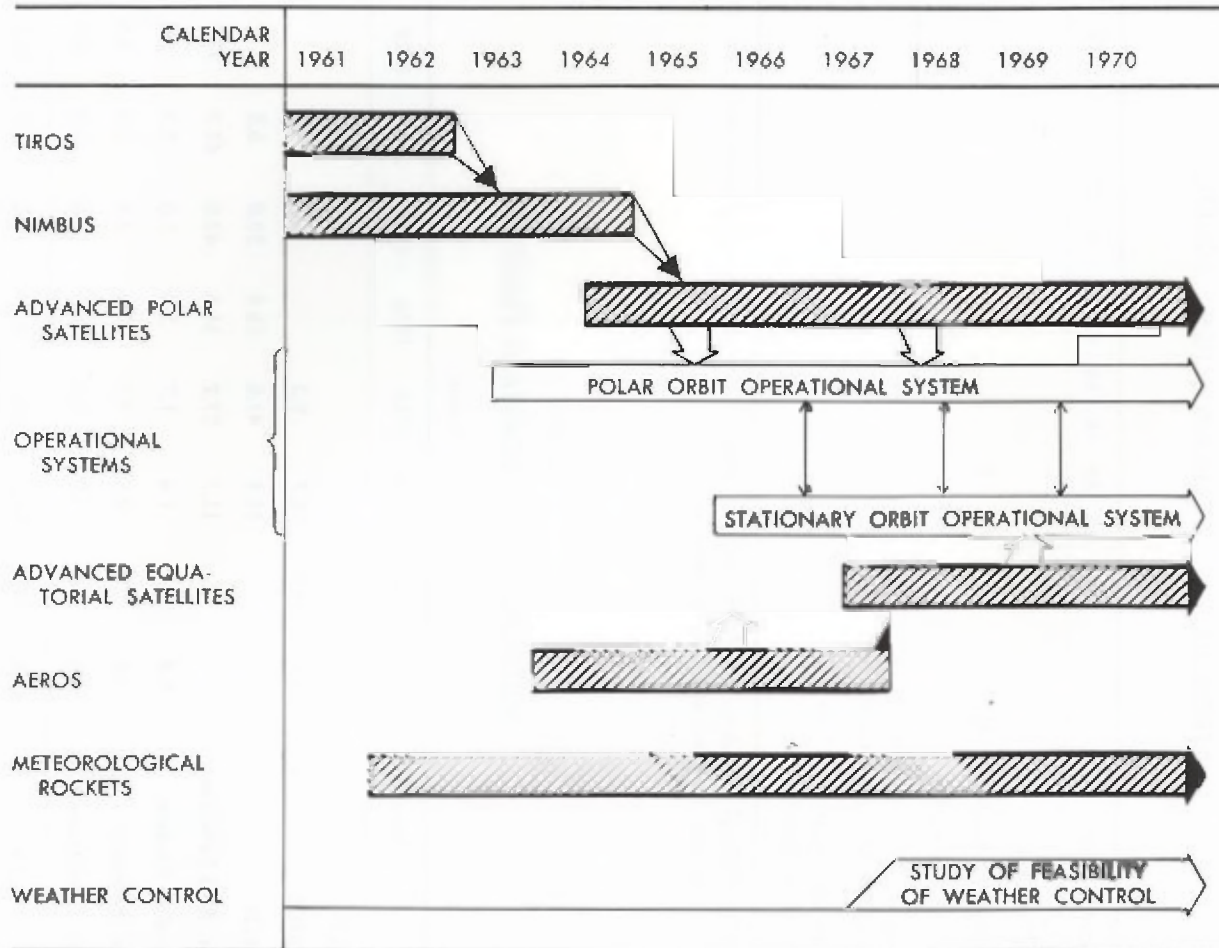 CALENDAR
YEAR 1961 1962 1963 1964 1965 1966 1967 1968 1969 1970
TIROS
NIMBUS
ADVANCED POLAR
SATELLITES
POLAR ORBIT OPERATIONAL SYSTEM
OPERATIONAL
SYSTEMS
STATIONARY ORBIT OPERATIONAL SYSTEM
ADVANCED EQUA-
TORIAL SATELLITES
AEROS
METEOROLOGICAL
ROCKETS
WEATHER CONTROL
STUDY OF FEASIBILITY
OF WEATHER CONTROL